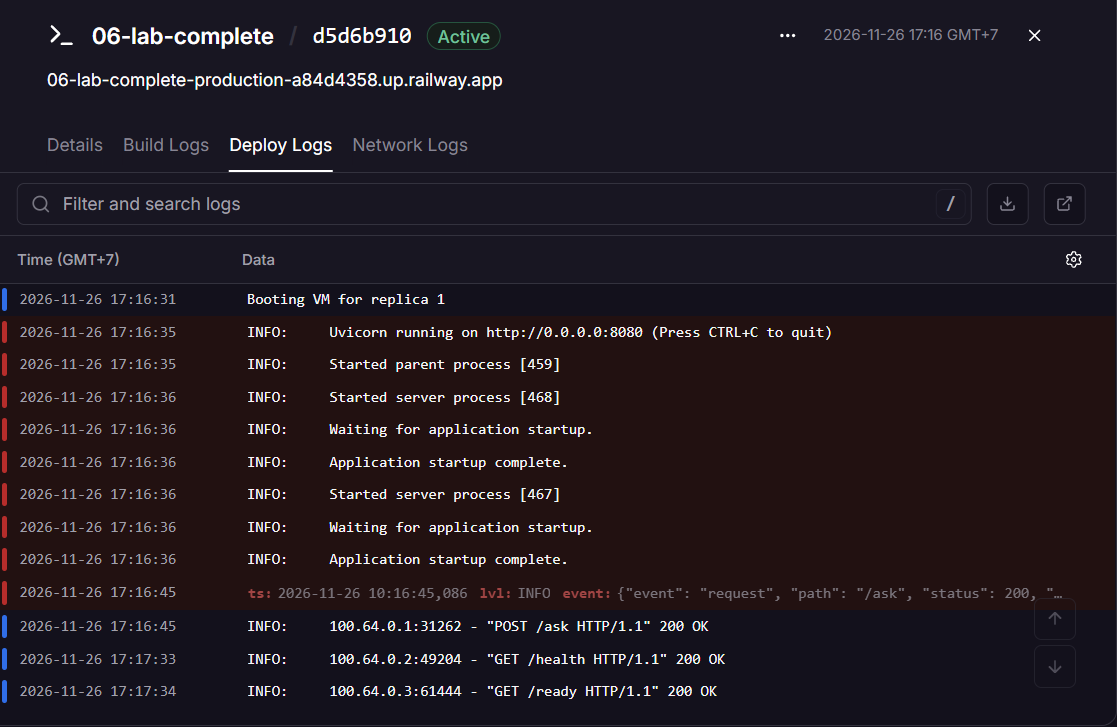 06-lab-complete / d5d6b910 Active ... 2026-11-26 17:16 GMT+7
06-lab-complete-production-a84d4358.up.railway.app
Details Build Logs Deploy Logs Network Logs
Filter and search logs /
Time (GMT+7) Data
2026-11-26 17:16:31 Booting VM for replica 1
2026-11-26 17:16:35 INFO: Uvicorn running on http://0.0.0.0:8080 (Press CTRL+C to quit)
2026-11-26 17:16:35 INFO: Started parent process [459]
2026-11-26 17:16:36 INFO: Started server process [468]
2026-11-26 17:16:36 INFO: Waiting for application startup.
2026-11-26 17:16:36 INFO: Application startup complete.
2026-11-26 17:16:36 INFO: Started server process [467]
2026-11-26 17:16:36 INFO: Waiting for application startup.
2026-11-26 17:16:36 INFO: Application startup complete.
2026-11-26 17:16:45 ts: 2026-11-26 10:16:45,086 lvl: INFO event: {"event": "request", "path": "/ask", "status": 200, "…
2026-11-26 17:16:45 INFO: 100.64.0.1:31262 - "POST /ask HTTP/1.1" 200 OK
2026-11-26 17:17:33 INFO: 100.64.0.2:49204 - "GET /health HTTP/1.1" 200 OK
2026-11-26 17:17:34 INFO: 100.64.0.3:61444 - "GET /ready HTTP/1.1" 200 OK